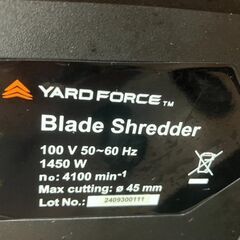 YARD FORCE™
Blade Shredder
100 V 50~60 Hz
1450 W
no: 4100 min⁻¹
Max cutting: ø 45 mm
Lot No.: 2409300111